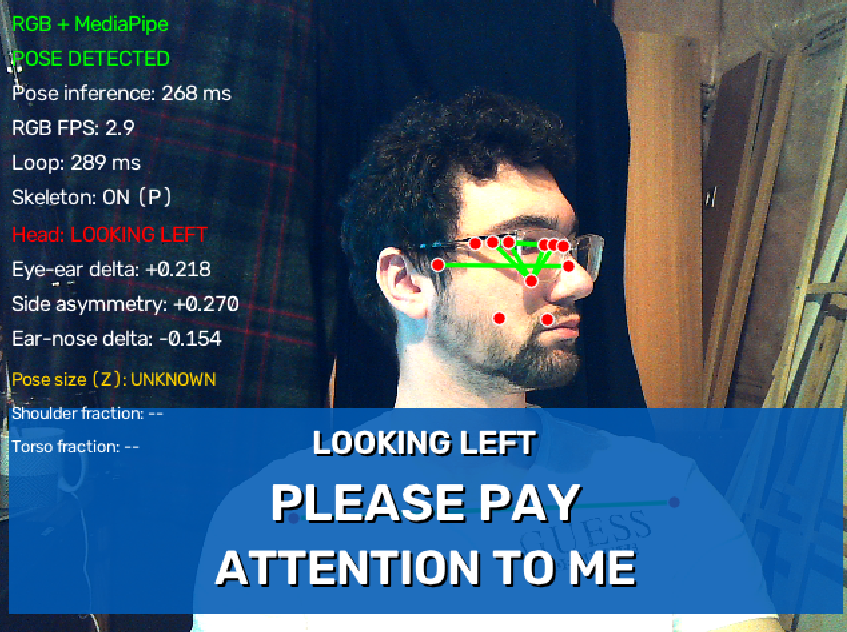 RGB + MediaPipe
POSE DETECTED
Pose inference: 268 ms
RGB FPS: 2.9
Loop: 289 ms
Skeleton: ON (P)
Head: LOOKING LEFT
Eye-ear delta: +0.218
Side asymmetry: +0.270
Ear-nose delta: -0.154
Pose size (Z): UNKNOWN
Shoulder fraction: --
Torso fraction: --
LOOKING LEFT
PLEASE PAY
ATTENTION TO ME
GUESS